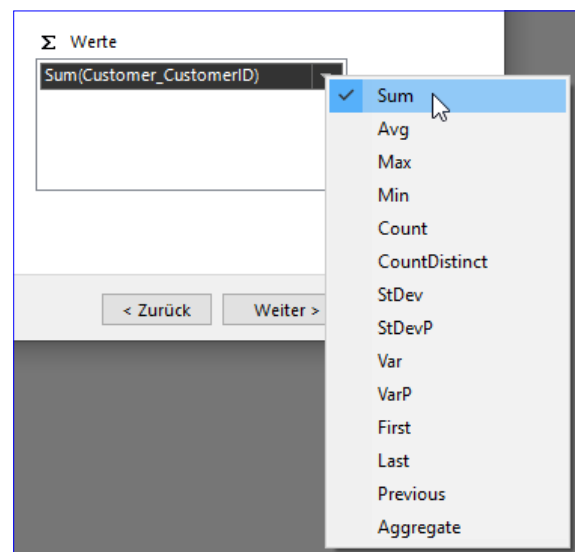 Σ Werte
Sum(Customer_CustomerID)
Sum
Avg
Max
Min
Count
CountDistinct
StDev
StDevP
Var
VarP
First
Last
Previous
Aggregate
< Zurück
Weiter >